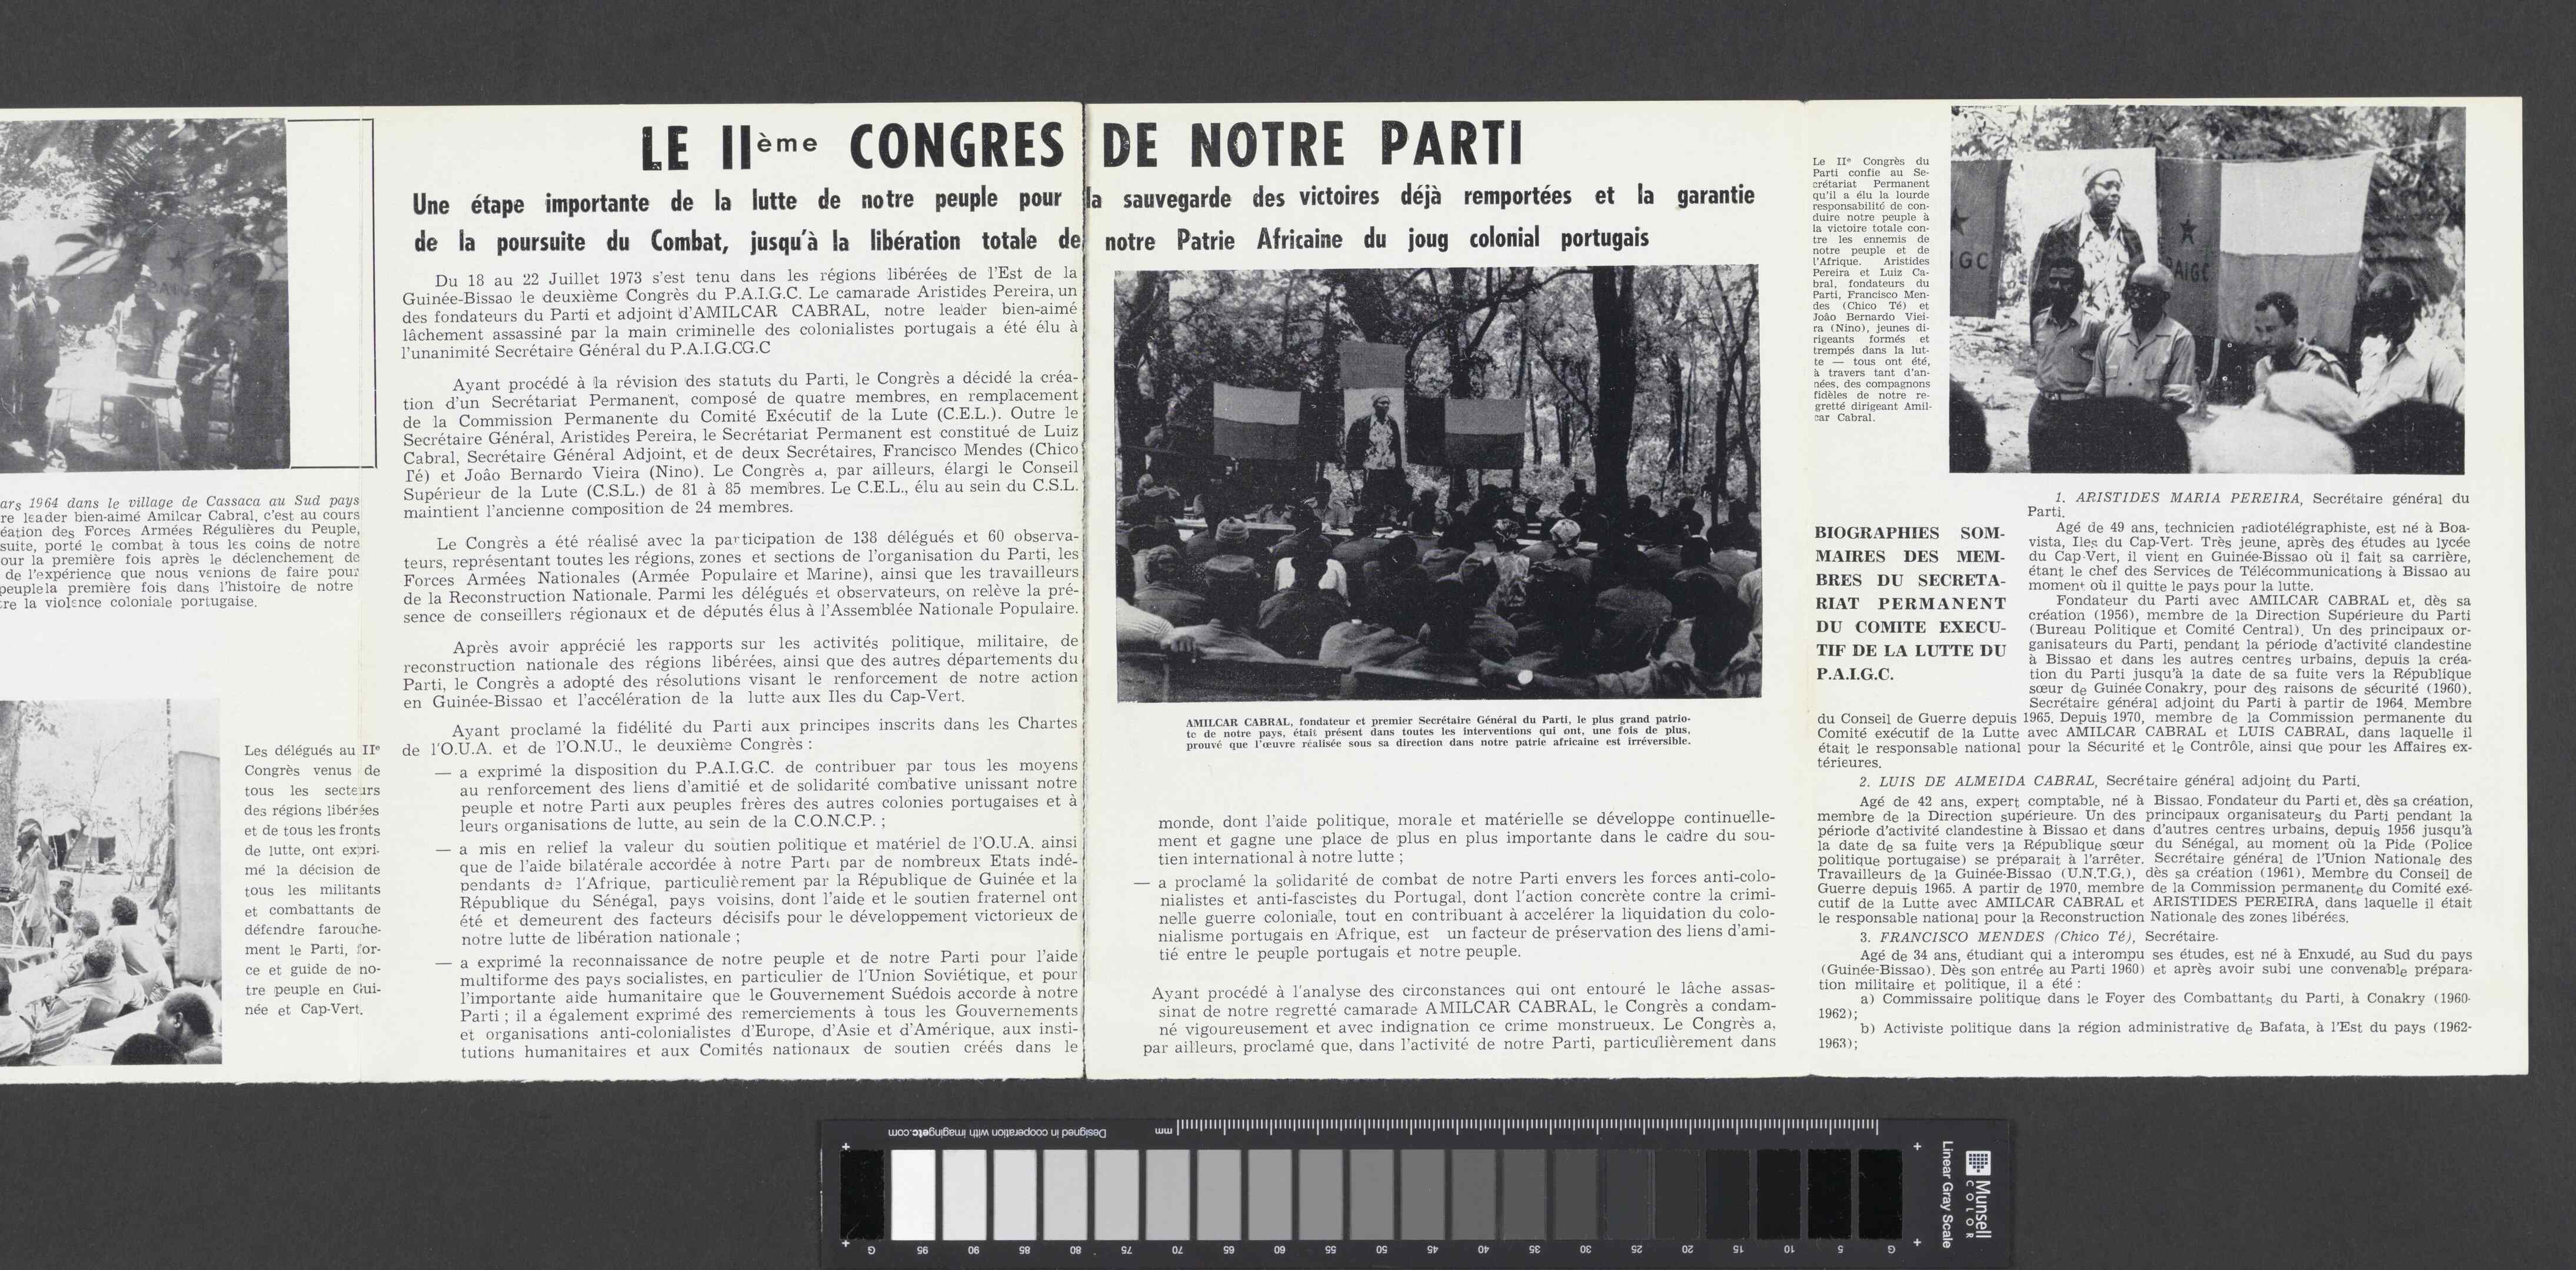 ars 1964 dans le village de Cassaca au Sud pays
re leader bien-aimé Amilcar Cabral, c'est au cours
éation des Forces Armées Régulières du Peuple,
suite, porté le combat à tous les coins de notre
our la première fois après le déclenchement de
de l'expérience que nous venions de faire pour
peuplela première fois dans l'histoire de notre
re la violence coloniale portugaise.
Les délégués au IIe
Congrès venus de
tous les secteurs
des régions libérées
et de tous les fronts
de lutte, ont expri-
mé la décision de
tous les militants
et combattants de
défendre farouche-
ment le Parti, for-
ce et guide de no-
tre peuple en Gui-
née et Cap-Vert.
LE IIème CONGRES DE NOTRE PARTI
Une étape importante de la lutte de notre peuple pour la sauvegarde des victoires déjà remportées et la garantie
de la poursuite du Combat, jusqu'à la libération totale de notre Patrie Africaine du joug colonial portugais
Du 18 au 22 Juillet 1973 s'est tenu dans les régions libérées de l'Est de la
Guinée-Bissao le deuxième Congrès du P.A.I.G.C. Le camarade Aristides Pereira, un
des fondateurs du Parti et adjoint d'AMILCAR CABRAL, notre leader bien-aimé
lâchement assassiné par la main criminelle des colonialistes portugais a été élu à
l'unanimité Secrétaire Général du P.A.I.G.CG.C
Ayant procédé à la révision des statuts du Parti, le Congrès a décidé la créa-
tion d'un Secrétariat Permanent, composé de quatre membres, en remplacement
de la Commission Permanente du Comité Exécutif de la Lute (C.E.L.). Outre le
Secrétaire Général, Aristides Pereira, le Secrétariat Permanent est constitué de Luiz
Cabral, Secrétaire Général Adjoint, et de deux Secrétaires, Francisco Mendes (Chico
Té) et Joâo Bernardo Vieira (Nino). Le Congrès a, par ailleurs, élargi le Conseil
Supérieur de la Lute (C.S.L.) de 81 à 85 membres. Le C.E.L., élu au sein du C.S.L.
maintient l'ancienne composition de 24 membres.
Le Congrès a été réalisé avec la participation de 138 délégués et 60 observa-
teurs, représentant toutes les régions, zones et sections de l'organisation du Parti, les
Forces Armées Nationales (Armée Populaire et Marine), ainsi que les travailleurs
de la Reconstruction Nationale. Parmi les délégués et observateurs, on relève la pré-
sence de conseillers régionaux et de députés élus à l'Assemblée Nationale Populaire.
Après avoir apprécié les rapports sur les activités politique, militaire, de
reconstruction nationale des régions libérées, ainsi que des autres départements du
Parti, le Congrès a adopté des résolutions visant le renforcement de notre action
en Guinée-Bissao et l'accélération de la lutte aux Iles du Cap-Vert.
Ayant proclamé la fidélité du Parti aux principes inscrits dans les Chartes
de l'O.U.A. et de l'O.N.U., le deuxième Congrès :
— a exprimé la disposition du P.A.I.G.C. de contribuer par tous les moyens
au renforcement des liens d'amitié et de solidarité combative unissant notre
peuple et notre Parti aux peuples frères des autres colonies portugaises et à
leurs organisations de lutte, au sein de la C.O.N.C.P. ;
— a mis en relief la valeur du soutien politique et matériel de l'O.U.A. ainsi
que de l'aide bilatérale accordée à notre Parti par de nombreux Etats indé-
pendants de l'Afrique, particulièrement par la République de Guinée et la
République du Sénégal, pays voisins, dont l'aide et le soutien fraternel ont
été et demeurent des facteurs décisifs pour le développement victorieux de
notre lutte de libération nationale ;
— a exprimé la reconnaissance de notre peuple et de notre Parti pour l'aide
multiforme des pays socialistes, en particulier de l'Union Soviétique, et pour
l'importante aide humanitaire que le Gouvernement Suédois accorde à notre
Parti ; il a également exprimé des remerciements à tous les Gouvernements
et organisations anti-colonialistes d'Europe, d'Asie et d'Amérique, aux insti-
tutions humanitaires et aux Comités nationaux de soutien créés dans le
AMILCAR CABRAL, fondateur et premier Secrétaire Général du Parti, le plus grand patrio-
te de notre pays, était présent dans toutes les interventions qui ont, une fois de plus,
prouvé que l'œuvre réalisée sous sa direction dans notre patrie africaine est irréversible.
monde, dont l'aide politique, morale et matérielle se développe continuelle-
ment et gagne une place de plus en plus importante dans le cadre du sou-
tien international à notre lutte ;
— a proclamé la solidarité de combat de notre Parti envers les forces anti-colo-
nialistes et anti-fascistes du Portugal, dont l'action concrète contre la crimi-
nelle guerre coloniale, tout en contribuant à accélérer la liquidation du colo-
nialisme portugais en Afrique, est un facteur de préservation des liens d'ami-
tié entre le peuple portugais et notre peuple.
Ayant procédé à l'analyse des circonstances qui ont entouré le lâche assas-
sinat de notre regretté camarade AMILCAR CABRAL, le Congrès a condam-
né vigoureusement et avec indignation ce crime monstrueux. Le Congrès a,
par ailleurs, proclamé que, dans l'activité de notre Parti, particulièrement dans
Le IIe Congrès du
Parti confie au Se-
crétariat Permanent
qu'il a élu la lourde
responsabilité de con-
duire notre peuple à
la victoire totale con-
tre les ennemis de
notre peuple et de
l'Afrique. Aristides
Pereira et Luiz Ca-
bral, fondateurs du
Parti, Francisco Men-
des (Chico Té) et
Joâo Bernardo Viei-
ra (Nino), jeunes di-
rigeants formés et
trempés dans la lut-
te — tous ont été,
à travers tant d'an-
nées, des compagnons
fidèles de notre re-
gretté dirigeant Amil-
car Cabral.
IGC
PAIGC
BIOGRAPHIES SOM-
MAIRES DES MEM-
BRES DU SECRETA-
RIAT PERMANENT
DU COMITE EXECU-
TIF DE LA LUTTE DU
P.A.I.G.C.
1. ARISTIDES MARIA PEREIRA, Secrétaire général du
Parti.
Agé de 49 ans, technicien radiotélégraphiste, est né à Boa-
vista, Iles du Cap-Vert. Très jeune, après des études au lycée
du Cap-Vert, il vient en Guinée-Bissao où il fait sa carrière,
étant le chef des Services de Télécommunications à Bissao au
moment où il quitte le pays pour la lutte.
Fondateur du Parti avec AMILCAR CABRAL et, dès sa
création (1956), membre de la Direction Supérieure du Parti
(Bureau Politique et Comité Central). Un des principaux or-
ganisateurs du Parti, pendant la période d'activité clandestine
à Bissao et dans les autres centres urbains, depuis la créa-
tion du Parti jusqu'à la date de sa fuite vers la République
sœur de Guinée Conakry, pour des raisons de sécurité (1960).
Secrétaire général adjoint du Parti à partir de 1964. Membre
du Conseil de Guerre depuis 1965. Depuis 1970, membre de la Commission permanente du
Comité exécutif de la Lutte avec AMILCAR CABRAL et LUIS CABRAL, dans laquelle il
était le responsable national pour la Sécurité et le Contrôle, ainsi que pour les Affaires ex-
térieures.
2. LUIS DE ALMEIDA CABRAL, Secrétaire général adjoint du Parti.
Agé de 42 ans, expert comptable, né à Bissao. Fondateur du Parti et, dès sa création,
membre de la Direction supérieure. Un des principaux organisateurs du Parti pendant la
période d'activité clandestine à Bissao et dans d'autres centres urbains, depuis 1956 jusqu'à
la date de sa fuite vers la République sœur du Sénégal, au moment où la Pide (Police
politique portugaise) se préparait à l'arrêter. Secrétaire général de l'Union Nationale des
Travailleurs de la Guinée-Bissao (U.N.T.G.), dès sa création (1961). Membre du Conseil de
Guerre depuis 1965. A partir de 1970, membre de la Commission permanente du Comité exé-
cutif de la Lutte avec AMILCAR CABRAL et ARISTIDES PEREIRA, dans laquelle il était
le responsable national pour la Reconstruction Nationale des zones libérées.
3. FRANCISCO MENDES (Chico Té), Secrétaire.
Agé de 34 ans, étudiant qui a interompu ses études, est né à Enxudé, au Sud du pays
(Guinée-Bissao). Dès son entrée au Parti 1960) et après avoir subi une convenable prépara-
tion militaire et politique, il a été :
a) Commissaire politique dans le Foyer des Combattants du Parti, à Conakry (1960-
1962);
b) Activiste politique dans la région administrative de Bafata, à l'Est du pays (1962-
1963);
Designed in cooperation with imagingetc.com
mm
G 95 90 85 80 75 70 65 60 55 50 45 40 35 30 25 20 15 10 5 G
Linear Gray Scale
Munsell
COLOR